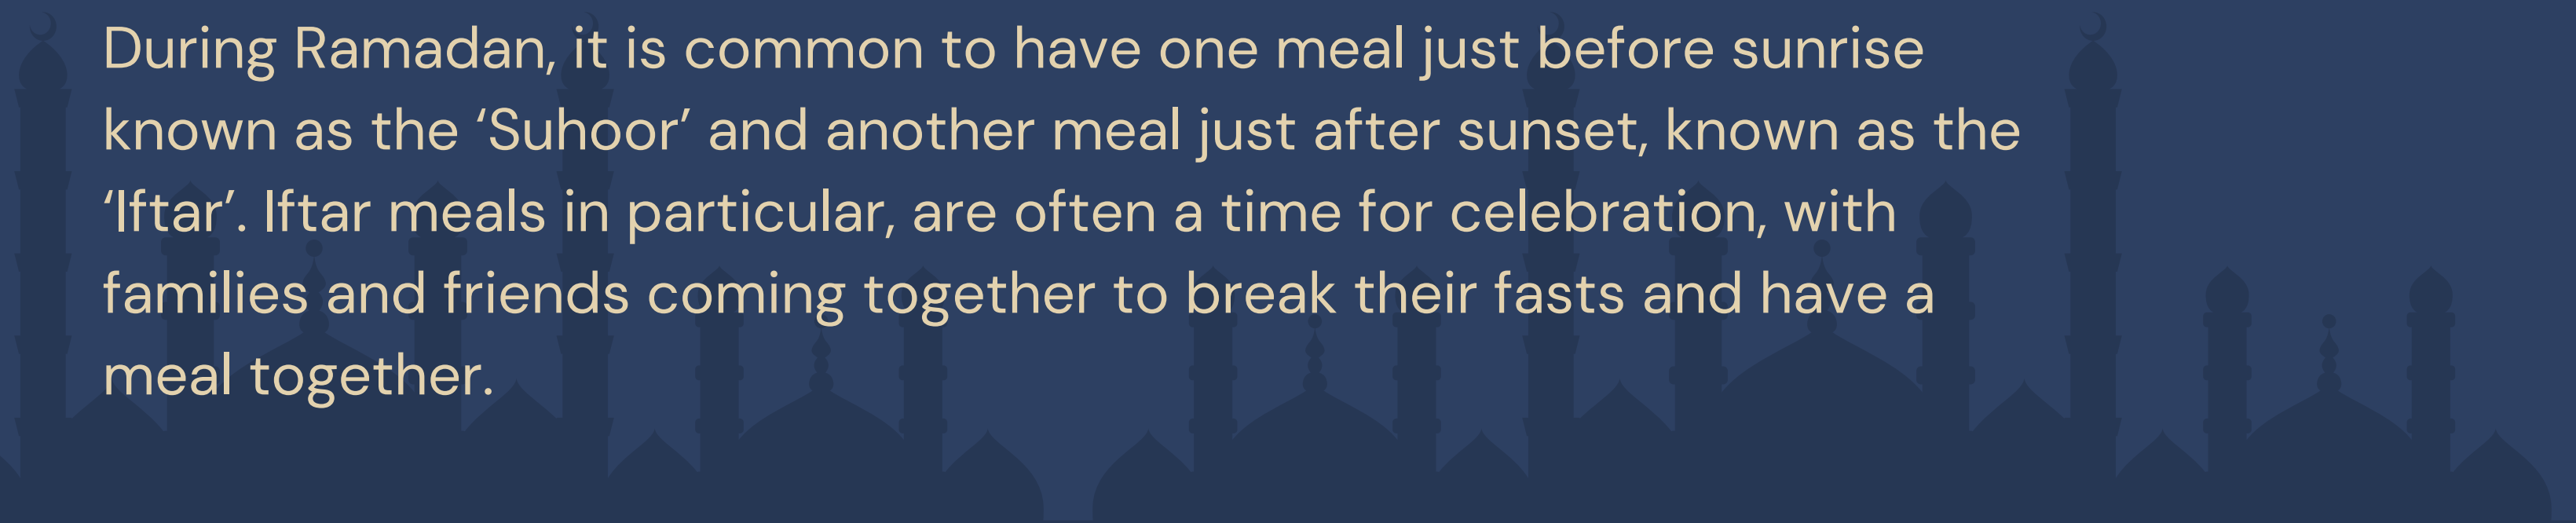 During Ramadan, it is common to have one meal just before sunrise
known as the ‘Suhoor’ and another meal just after sunset, known as the
‘Iftar’. Iftar meals in particular, are often a time for celebration, with
families and friends coming together to break their fasts and have a
meal together.